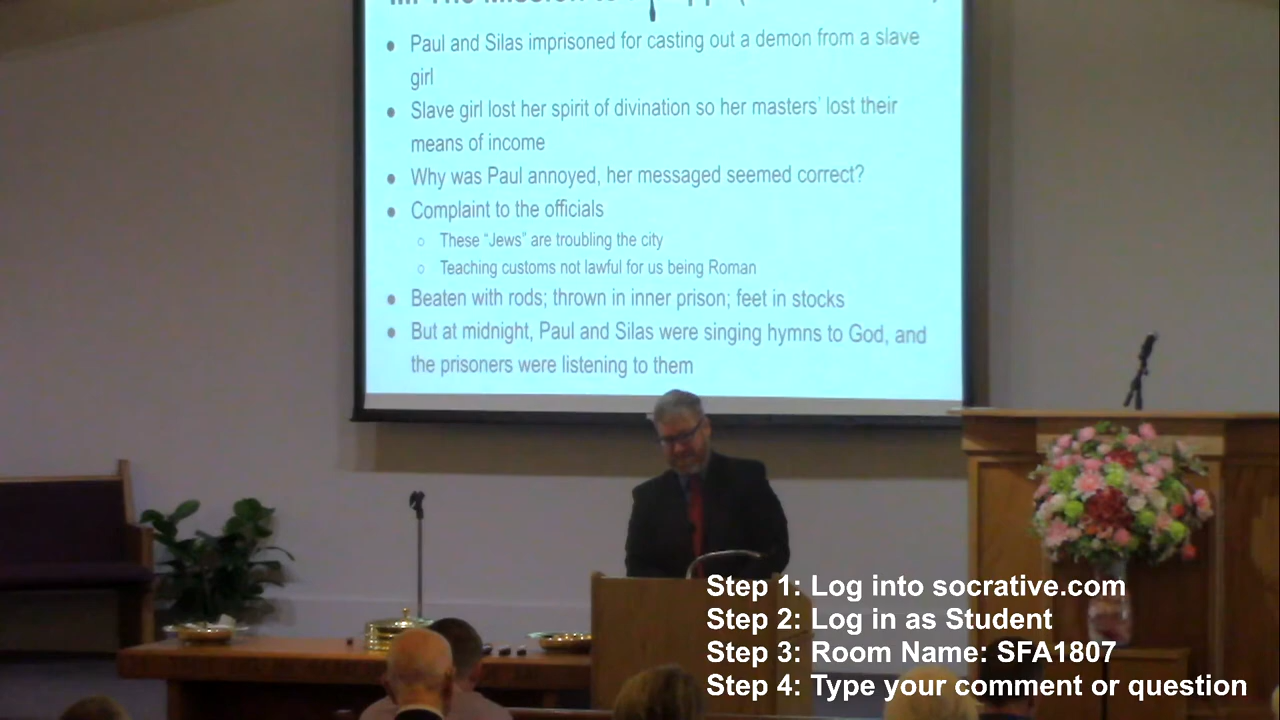 III. The Mission to
● Paul and Silas imprisoned for casting out a demon from a slave
girl
● Slave girl lost her spirit of divination so her masters' lost their
means of income
● Why was Paul annoyed, her messaged seemed correct?
● Complaint to the officials
○ These "Jews" are troubling the city
○ Teaching customs not lawful for us being Roman
● Beaten with rods; thrown in inner prison; feet in stocks
● But at midnight, Paul and Silas were singing hymns to God, and
the prisoners were listening to them
Step 1: Log into socrative.com
Step 2: Log in as Student
Step 3: Room Name: SFA1807
Step 4: Type your comment or question